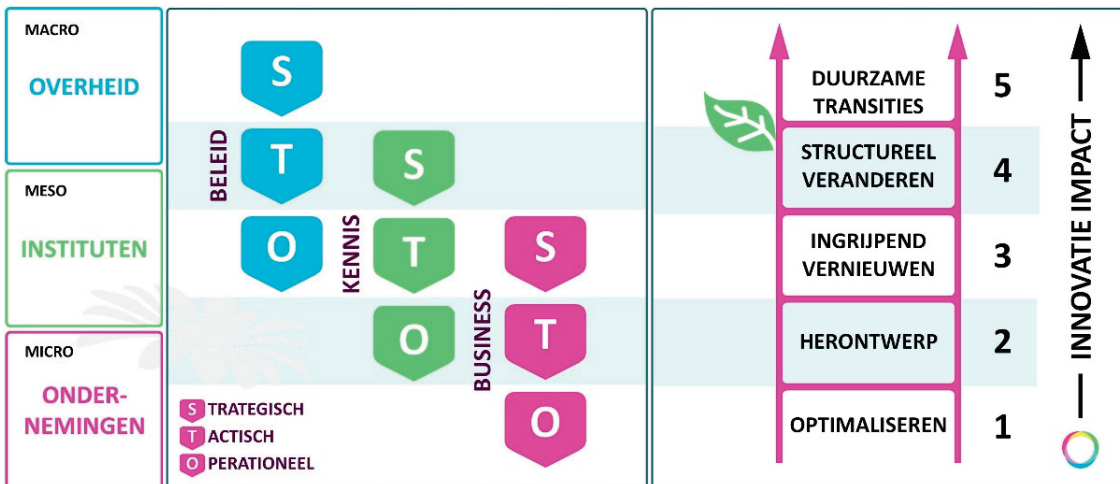 MACRO
OVERHEID
MESO
INSTITUTEN
MICRO
ONDER-
NEMINGEN
BELEID
S
T
O
KENNIS
S
T
O
BUSINESS
S
T
O
S TRATEGISCH
T ACTISCH
O PERATIONEEL
DUURZAME
TRANSITIES
5
STRUCTUREEL
VERANDEREN
4
INGRIJPEND
VERNIEUWEN
3
HERONTWERP
2
OPTIMALISEREN
1
INNOVATIE IMPACT